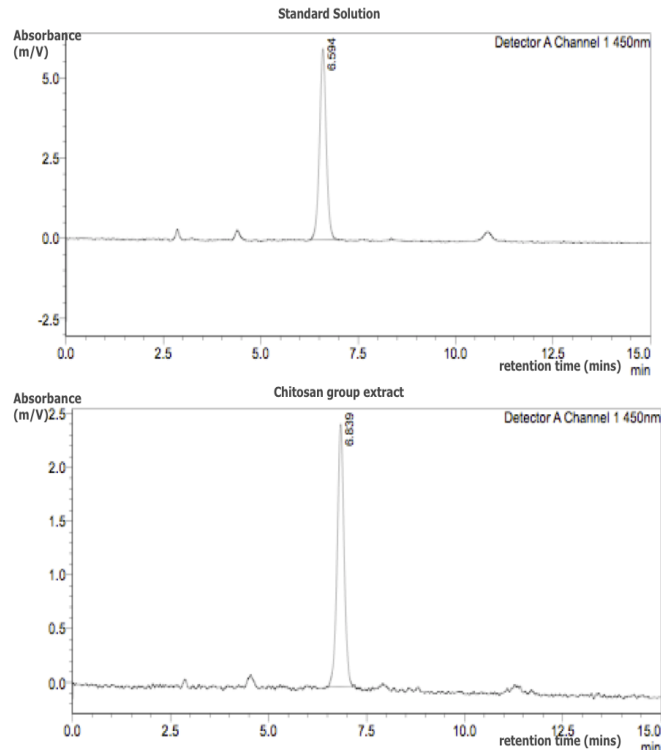 Standard Solution
Absorbance
(m/V)
Detector A Channel 1 450nm
6.594
5.0
2.5
0.0
-2.5
0.0 2.5 5.0 7.5 10.0 12.5 15.0
retention time (mins)
min
Chitosan group extract
Absorbance
(m/V)
2.5
Detector A Channel 1 450nm
6.839
2.0
1.5
1.0
0.5
0.0
0.0 2.5 5.0 7.5 10.0 12.5 15.0
retention time (mins)
min